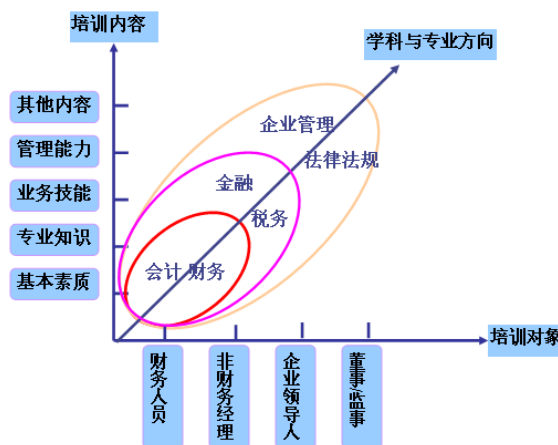 培训内容
学科与专业方向
其他内容
管理能力
业务技能
专业知识
基本素质
企业管理
法律法规
金融
税务
会计 财务
培训对象
财务人员
非财务经理
企业领导人
董事/监事